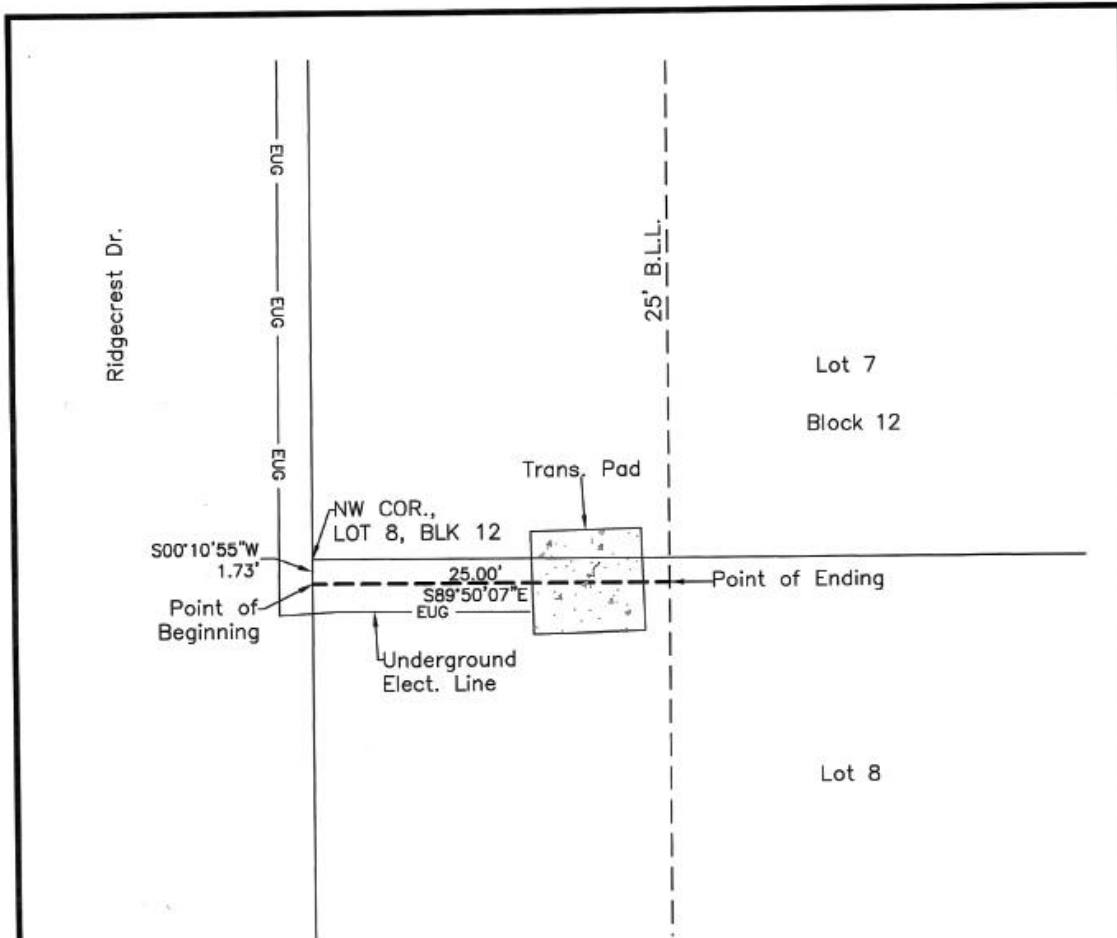 EUG
Ridgecrest Dr.
EUG
25' B.L.L.
Lot 7
Block 12
EUG
Trans. Pad
NW COR.,
LOT 8, BLK 12
S00°10'55"W
1.73'
25.00'
S89°50'07"E
Point of Ending
Point of
Beginning
EUG
Underground
Elect. Line
Lot 8